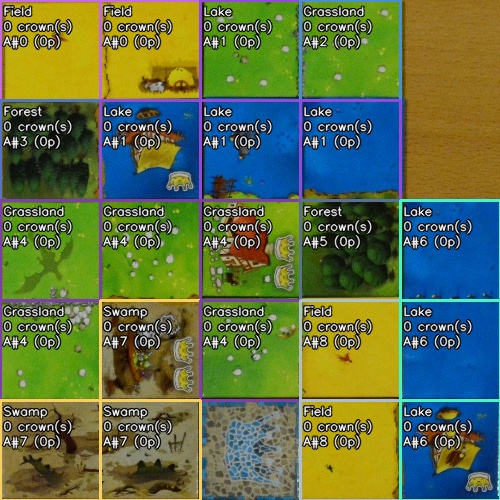 Field
0 crown(s)
A#0 (0p)
Field
0 crown(s)
A#0 (0p)
Lake
0 crown(s)
A#1 (0p)
Grassland
0 crown(s)
A#2 (0p)
Forest
0 crown(s)
A#3 (0p)
Lake
0 crown(s)
A#1 (0p)
Lake
0 crown(s)
A#1 (0p)
Lake
0 crown(s)
A#1 (0p)
Grassland
0 crown(s)
A#4 (0p)
Grassland
0 crown(s)
A#4 (0p)
Grassland
0 crown(s)
A#4 (0p)
Forest
0 crown(s)
A#5 (0p)
Lake
0 crown(s)
A#6 (0p)
Grassland
0 crown(s)
A#4 (0p)
Swamp
0 crown(s)
A#7 (0p)
Grassland
0 crown(s)
A#4 (0p)
Field
0 crown(s)
A#8 (0p)
Lake
0 crown(s)
A#6 (0p)
Swamp
0 crown(s)
A#7 (0p)
Swamp
0 crown(s)
A#7 (0p)
Field
0 crown(s)
A#8 (0p)
Lake
0 crown(s)
A#6 (0p)